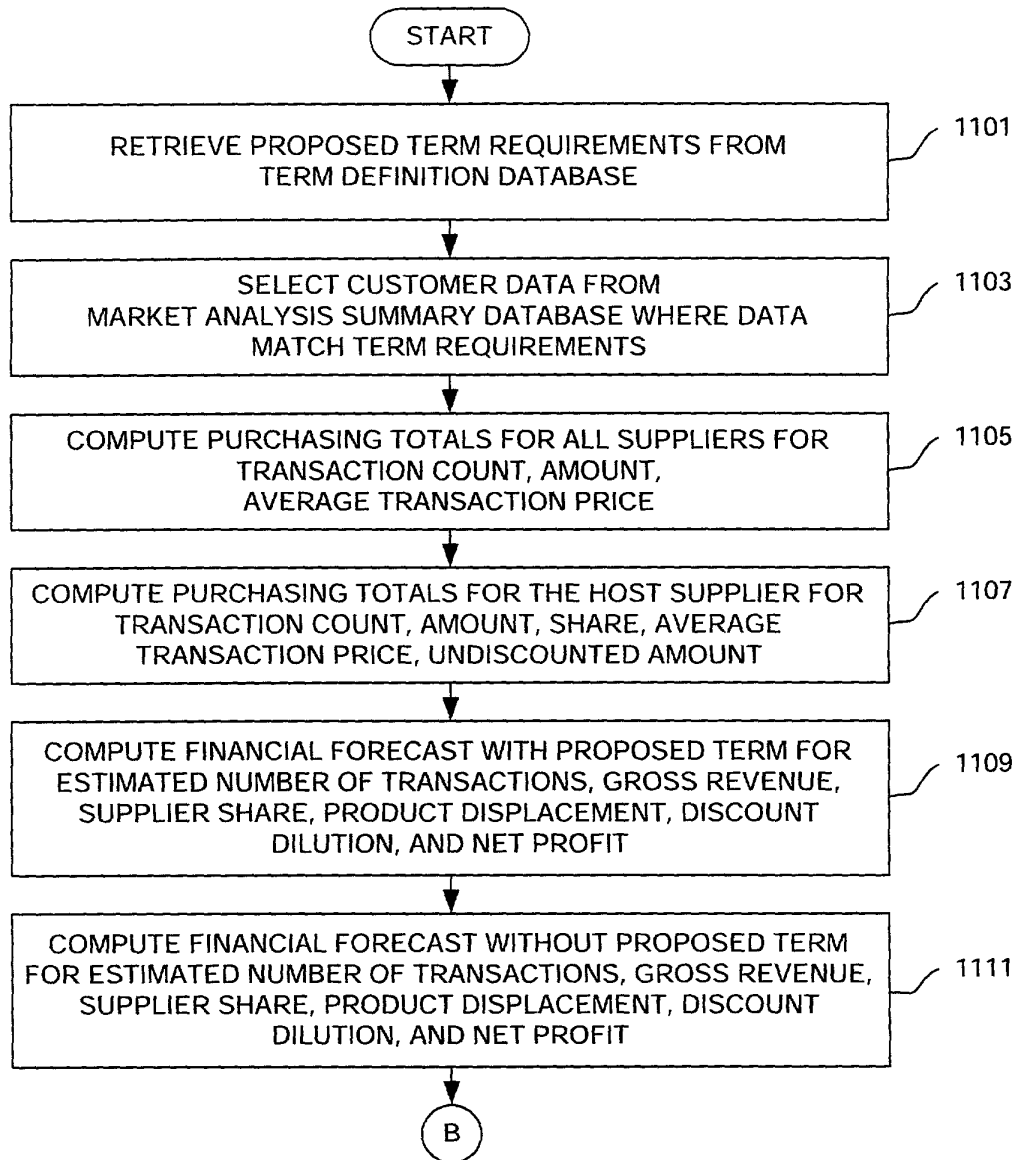 START
RETRIEVE PROPOSED TERM REQUIREMENTS FROM
TERM DEFINITION DATABASE
1101
SELECT CUSTOMER DATA FROM
MARKET ANALYSIS SUMMARY DATABASE WHERE DATA
MATCH TERM REQUIREMENTS
1103
COMPUTE PURCHASING TOTALS FOR ALL SUPPLIERS FOR
TRANSACTION COUNT, AMOUNT,
AVERAGE TRANSACTION PRICE
1105
COMPUTE PURCHASING TOTALS FOR THE HOST SUPPLIER FOR
TRANSACTION COUNT, AMOUNT, SHARE, AVERAGE
TRANSACTION PRICE, UNDISCOUNTED AMOUNT
1107
COMPUTE FINANCIAL FORECAST WITH PROPOSED TERM FOR
ESTIMATED NUMBER OF TRANSACTIONS, GROSS REVENUE,
SUPPLIER SHARE, PRODUCT DISPLACEMENT, DISCOUNT
DILUTION, AND NET PROFIT
1109
COMPUTE FINANCIAL FORECAST WITHOUT PROPOSED TERM
FOR ESTIMATED NUMBER OF TRANSACTIONS, GROSS REVENUE,
SUPPLIER SHARE, PRODUCT DISPLACEMENT, DISCOUNT
DILUTION, AND NET PROFIT
1111
B